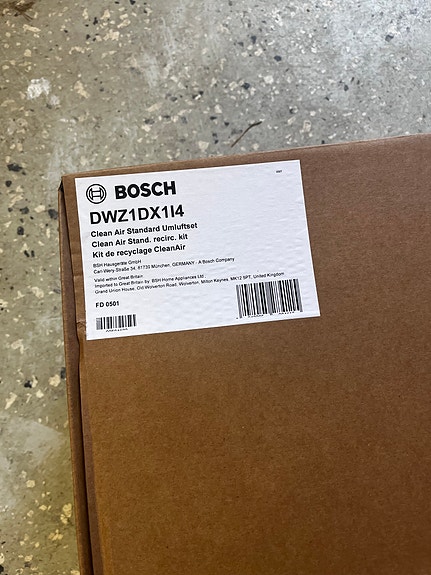 BOSCH
DWZ1DX1I4
Clean Air Standard Umluftset
Clean Air Stand. recirc. kit
Kit de recyclage CleanAir
BSH Hausgeräte GmbH
Carl-Wery-Straße 34, 81739 München, GERMANY - A Bosch Company
Valid within Great Britain:
Imported to Great Britain by: BSH Home Appliances Ltd.
Grand Union House, Old Wolverton Road, Wolverton, Milton Keynes, MK12 5PT, United Kingdom
FD 0501